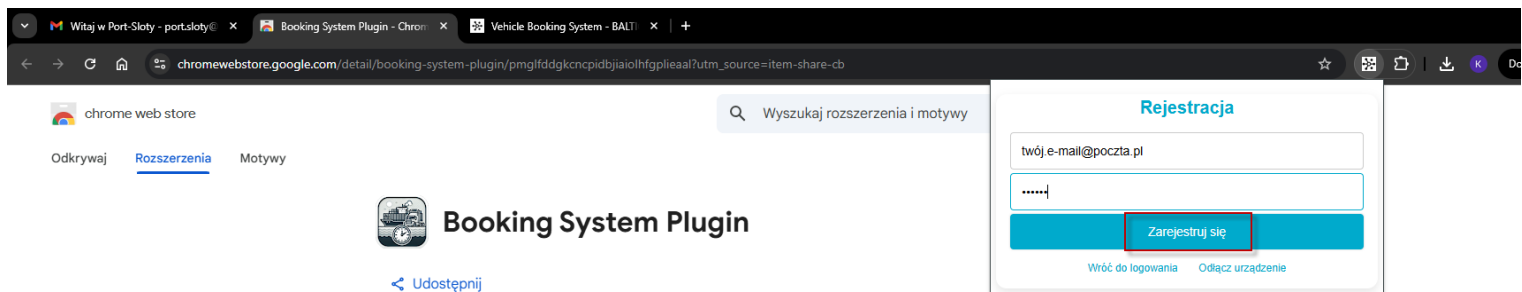 Witaj w Port-Sloty - port.sloty@
Booking System Plugin - Chrom
Vehicle Booking System - BALTI
chromewebstore.google.com/detail/booking-system-plugin/pmglfddgkcncpidbjiaiolhfgplieaal?utm_source=item-share-cb
K
Do
chrome web store
Wyszukaj rozszerzenia i motywy
Odkrywaj Rozszerzenia Motywy
Booking System Plugin
Udostępnij
Rejestracja
twój.e-mail@poczta.pl
••••••
Zarejestruj się
Wróć do logowania Odłącz urządzenie